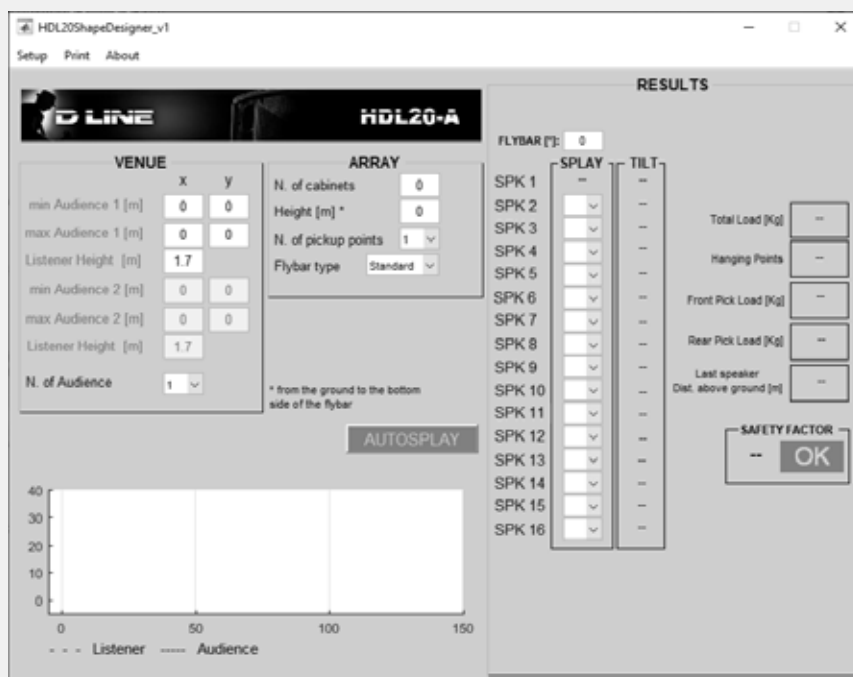 HDL20ShapeDesigner_v1
Setup Print About
D LINE HDL20-A
VENUE
x y
min Audience 1 [m] 0 0
max Audience 1 [m] 0 0
Listener Height [m] 1.7
min Audience 2 [m] 0 0
max Audience 2 [m] 0 0
Listener Height [m] 1.7
N. of Audience 1
ARRAY
N. of cabinets 0
Height [m] * 0
N. of pickup points 1
Flybar type Standard
* from the ground to the bottom
side of the flybar
AUTOSPLAY
40
30
20
10
0
0 50 100 150
- - - Listener ----- Audience
RESULTS
FLYBAR [°]: 0
SPLAY TILT
SPK 1 -- --
SPK 2 --
SPK 3 --
SPK 4 --
SPK 5 --
SPK 6 --
SPK 7 --
SPK 8 --
SPK 9 --
SPK 10 --
SPK 11 --
SPK 12 --
SPK 13 --
SPK 14 --
SPK 15 --
SPK 16 --
Total Load [Kg] --
Hanging Points --
Front Pick Load [Kg] --
Rear Pick Load [Kg] --
Last speaker
Dist. above ground [m] --
SAFETY FACTOR
-- OK